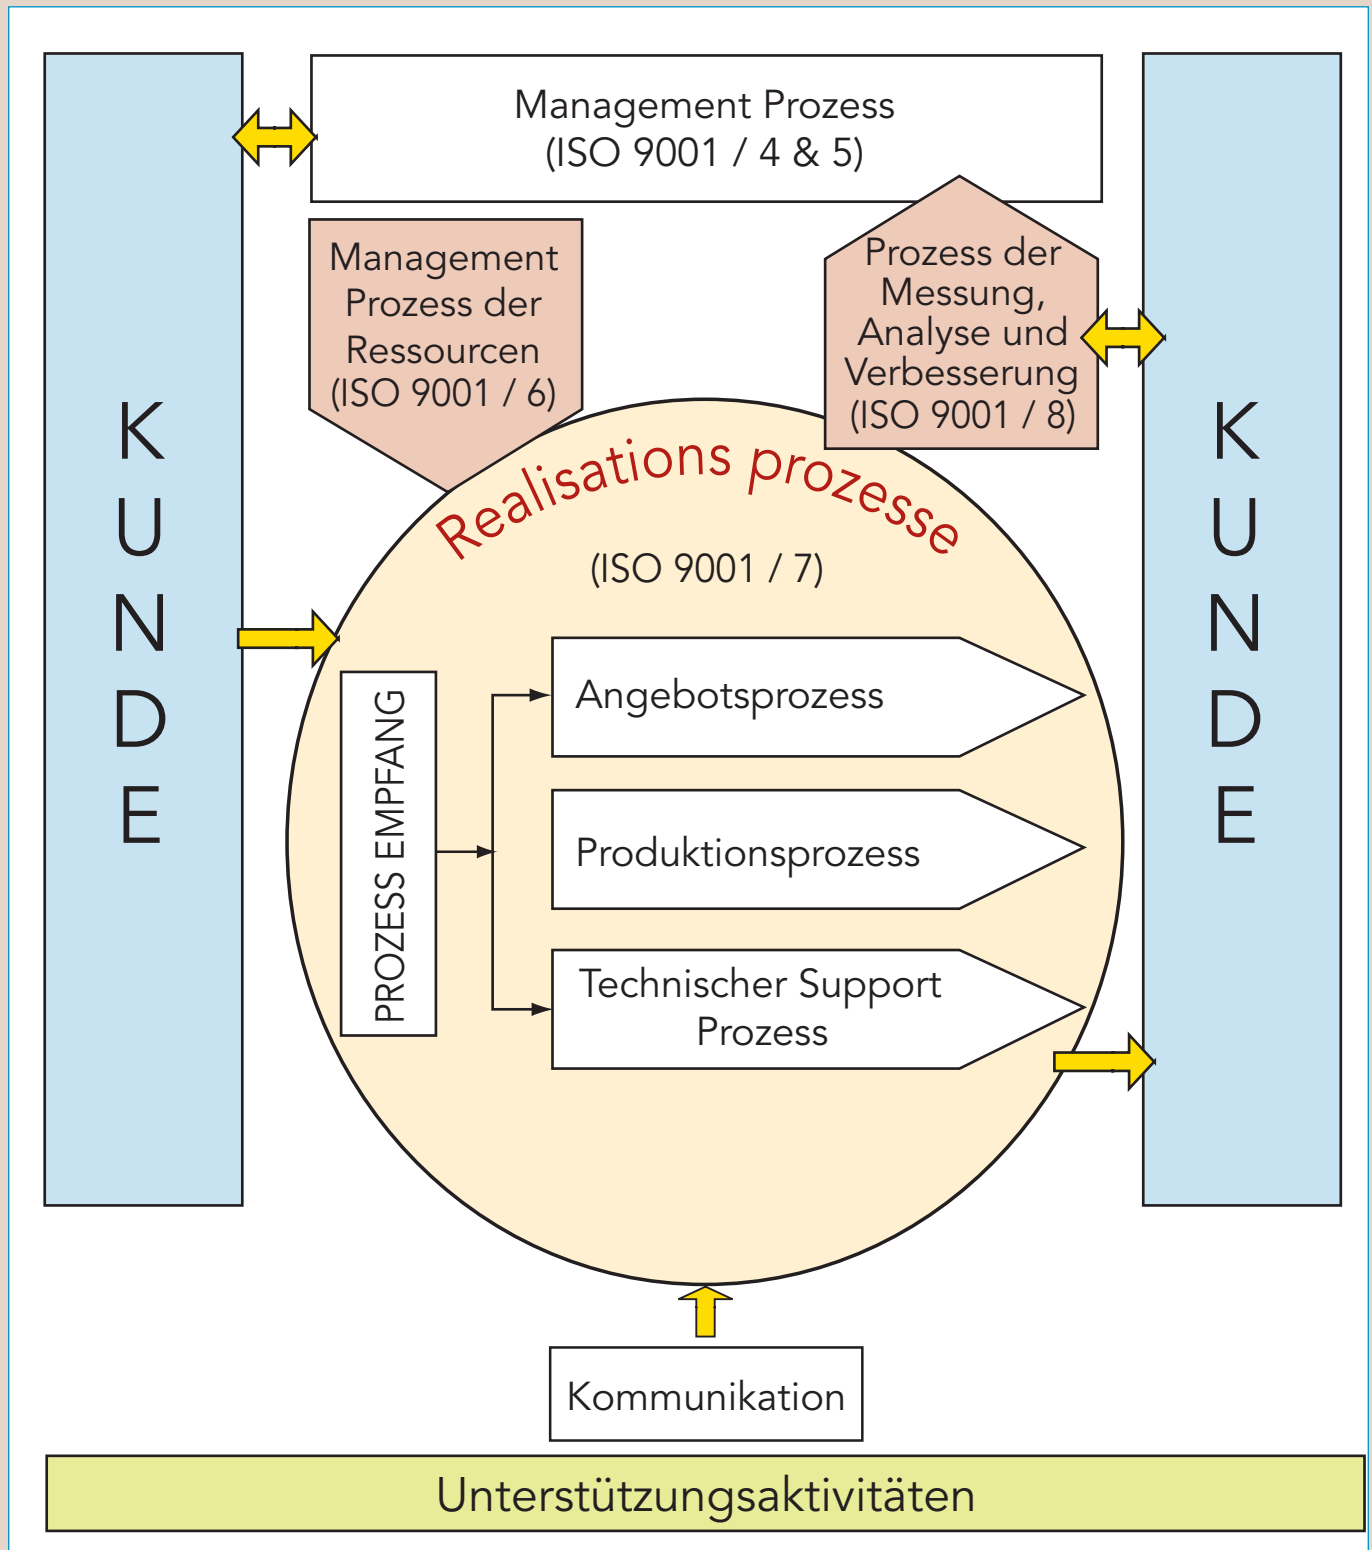 K
U
N
D
E
Management Prozess
(ISO 9001 / 4 & 5)
Management
Prozess der
Ressourcen
(ISO 9001 / 6)
Prozess der
Messung,
Analyse und
Verbesserung
(ISO 9001 / 8)
Realisations prozesse
(ISO 9001 / 7)
PROZESS EMPFANG
Angebotsprozess
Produktionsprozess
Technischer Support
Prozess
K
U
N
D
E
Kommunikation
Unterstützungsaktivitäten